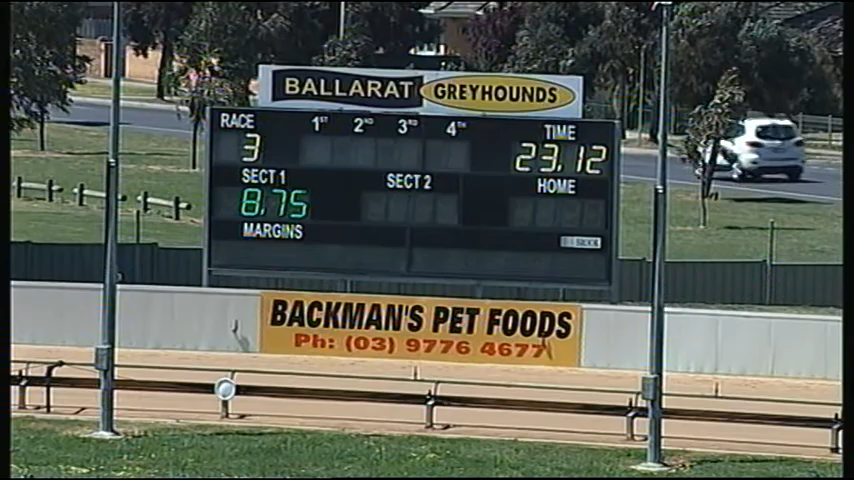 BALLARAT GREYHOUNDS
RACE 1ST 2ND 3RD 4TH TIME
3 23.12
SECT 1 SECT 2 HOME
8.75
MARGINS
BACKMAN'S PET FOODS
Ph: (03) 9776 4677